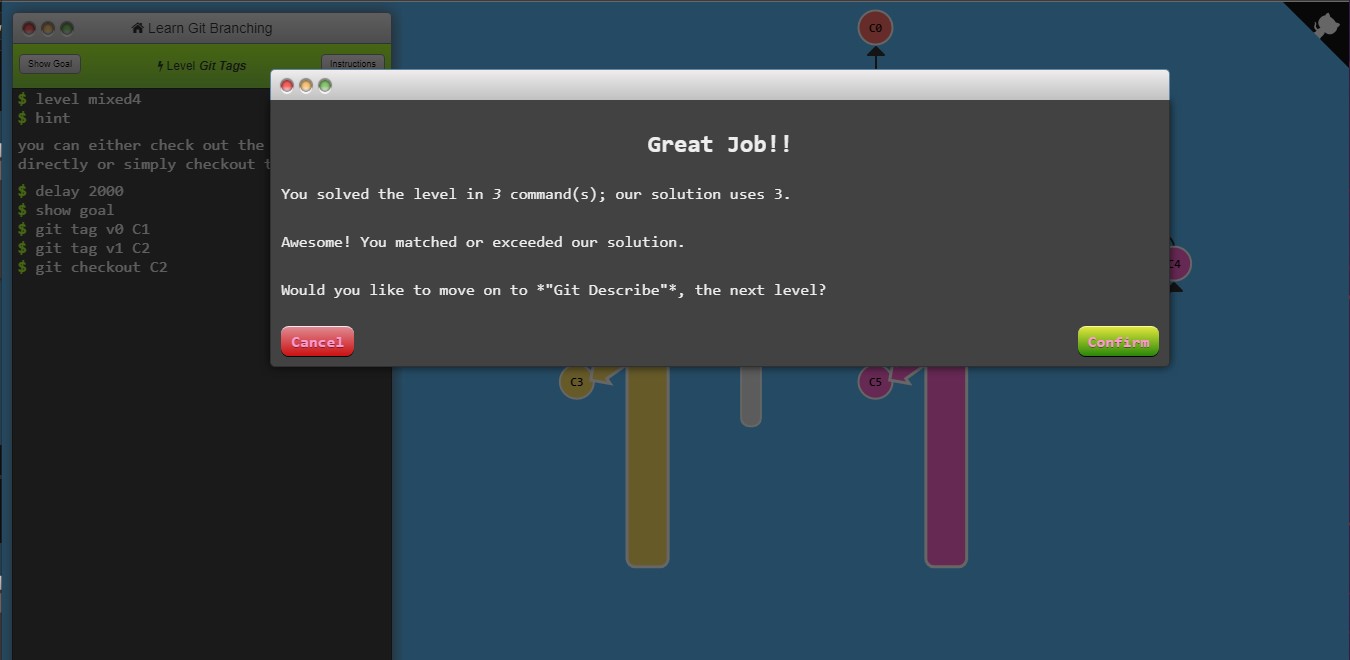 Learn Git Branching
Show Goal
Level Git Tags
Instructions
$ level mixed4
$ hint
you can either check out the
directly or simply checkout t
$ delay 2000
$ show goal
$ git tag v0 C1
$ git tag v1 C2
$ git checkout C2
C0
Great Job!!
You solved the level in 3 command(s); our solution uses 3.
Awesome! You matched or exceeded our solution.
Would you like to move on to *"Git Describe"*, the next level?
Cancel
Confirm
C4
C3
C5